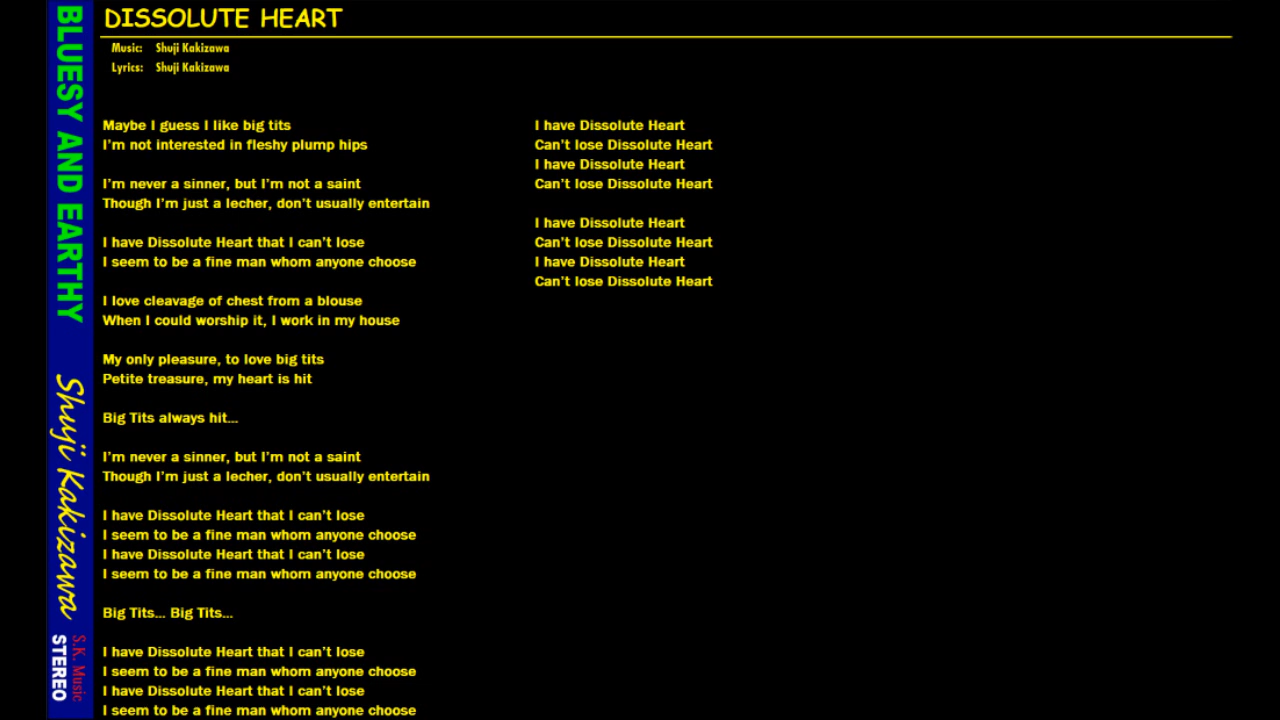 BLUESY AND EARTHY
Shuji Kakizawa
S.K. Music
STEREO
DISSOLUTE HEART
Music: Shuji Kakizawa
Lyrics: Shuji Kakizawa
Maybe I guess I like big tits
I'm not interested in fleshy plump hips
I'm never a sinner, but I'm not a saint
Though I'm just a lecher, don't usually entertain
I have Dissolute Heart that I can't lose
I seem to be a fine man whom anyone choose
I love cleavage of chest from a blouse
When I could worship it, I work in my house
My only pleasure, to love big tits
Petite treasure, my heart is hit
Big Tits always hit...
I'm never a sinner, but I'm not a saint
Though I'm just a lecher, don't usually entertain
I have Dissolute Heart that I can't lose
I seem to be a fine man whom anyone choose
I have Dissolute Heart that I can't lose
I seem to be a fine man whom anyone choose
Big Tits... Big Tits...
I have Dissolute Heart that I can't lose
I seem to be a fine man whom anyone choose
I have Dissolute Heart that I can't lose
I seem to be a fine man whom anyone choose
I have Dissolute Heart
Can't lose Dissolute Heart
I have Dissolute Heart
Can't lose Dissolute Heart
I have Dissolute Heart
Can't lose Dissolute Heart
I have Dissolute Heart
Can't lose Dissolute Heart